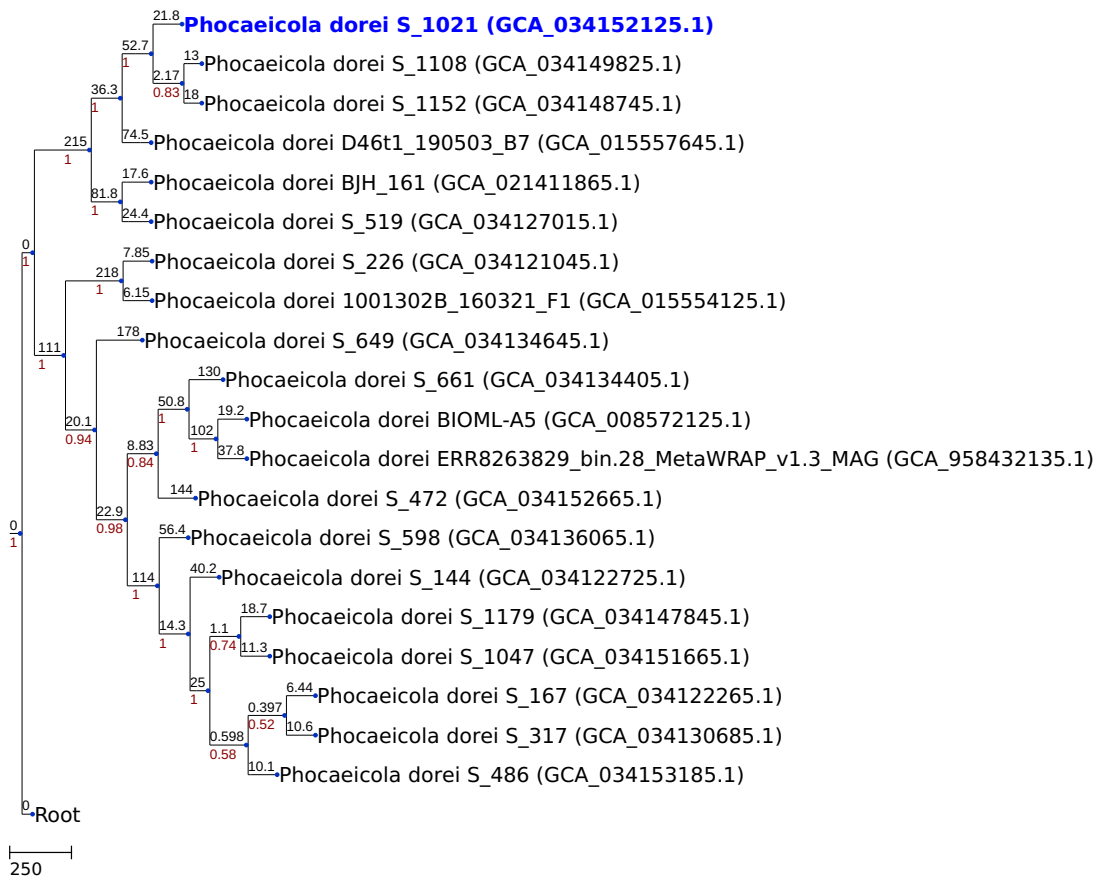 21.8
Phocaeicola dorei S_1021 (GCA_034152125.1)
52.7
1
13
Phocaeicola dorei S_1108 (GCA_034149825.1)
2.17
0.83
36.3
1
18
Phocaeicola dorei S_1152 (GCA_034148745.1)
74.5
Phocaeicola dorei D46t1_190503_B7 (GCA_015557645.1)
215
1
17.6
Phocaeicola dorei BJH_161 (GCA_021411865.1)
81.8
1
24.4
Phocaeicola dorei S_519 (GCA_034127015.1)
0
1
7.85
Phocaeicola dorei S_226 (GCA_034121045.1)
218
1
6.15
Phocaeicola dorei 1001302B_160321_F1 (GCA_015554125.1)
178
Phocaeicola dorei S_649 (GCA_034134645.1)
111
1
130
Phocaeicola dorei S_661 (GCA_034134405.1)
50.8
1
19.2
Phocaeicola dorei BIOML-A5 (GCA_008572125.1)
20.1
0.94
102
1
37.8
Phocaeicola dorei ERR8263829_bin.28_MetaWRAP_v1.3_MAG (GCA_958432135.1)
8.83
0.84
144
Phocaeicola dorei S_472 (GCA_034152665.1)
22.9
0.98
0
1
56.4
Phocaeicola dorei S_598 (GCA_034136065.1)
114
1
40.2
Phocaeicola dorei S_144 (GCA_034122725.1)
18.7
Phocaeicola dorei S_1179 (GCA_034147845.1)
14.3
1
1.1
0.74
11.3
Phocaeicola dorei S_1047 (GCA_034151665.1)
25
1
6.44
Phocaeicola dorei S_167 (GCA_034122265.1)
0.397
0.52
10.6
Phocaeicola dorei S_317 (GCA_034130685.1)
0.598
0.58
10.1
Phocaeicola dorei S_486 (GCA_034153185.1)
0
Root
250